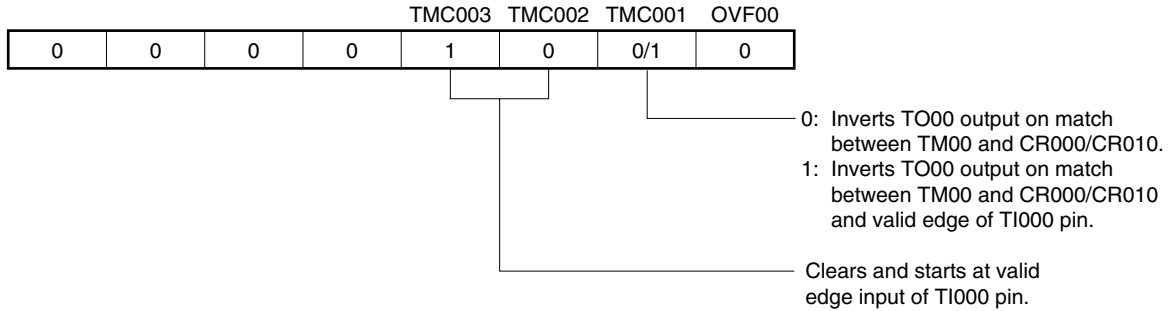 TMC003 TMC002 TMC001 OVF00
0 0 0 0 1 0 0/1 0
0: Inverts TO00 output on match
between TM00 and CR000/CR010.
1: Inverts TO00 output on match
between TM00 and CR000/CR010
and valid edge of TI000 pin.
Clears and starts at valid
edge input of TI000 pin.